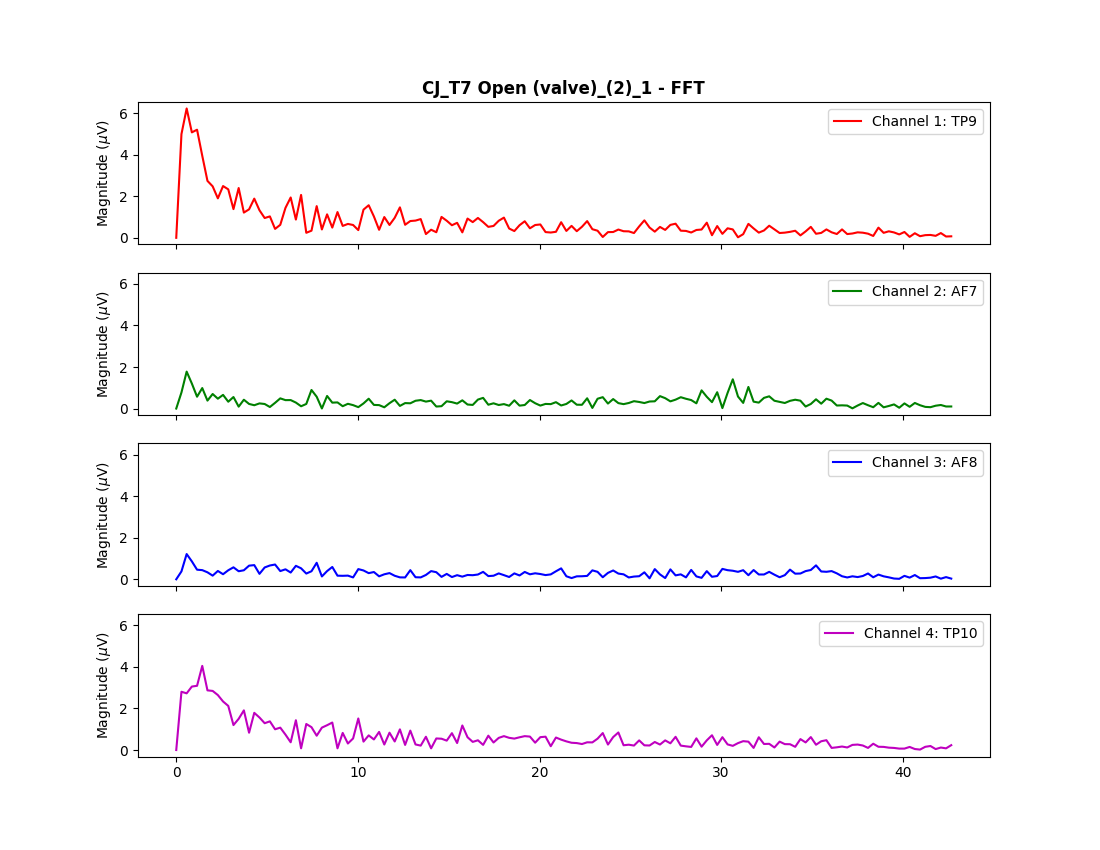 CJ_T7 Open (valve)_(2)_1 - FFT
Magnitude (μV)
6
4
2
0
Channel 1: TP9
Magnitude (μV)
6
4
2
0
Channel 2: AF7
Magnitude (μV)
6
4
2
0
Channel 3: AF8
Magnitude (μV)
6
4
2
0
Channel 4: TP10
0 10 20 30 40